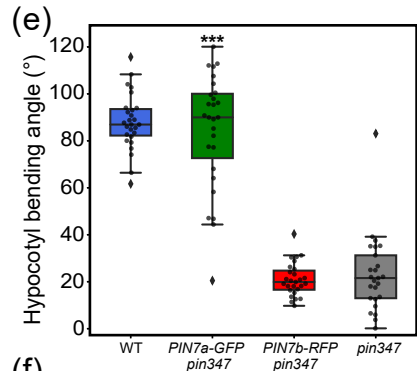 (e)
Hypocotyl bending angle (°)
120
100
80
60
40
20
0
***
WT
PIN7a-GFP
pin347
PIN7b-RFP
pin347
pin347
(f)